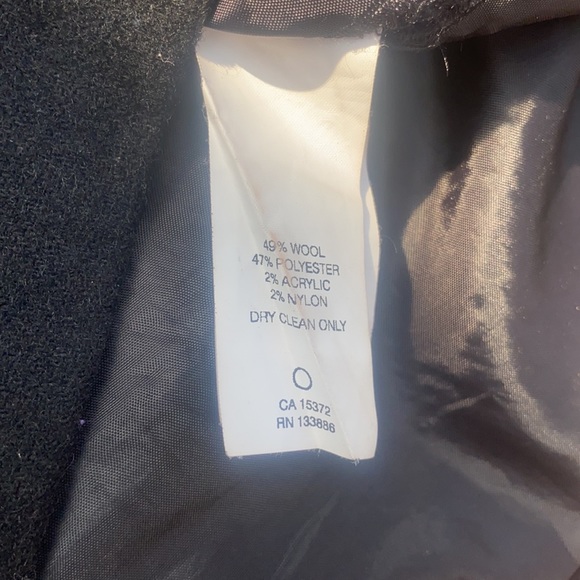 49% WOOL
47% POLYESTER
2% ACRYLIC
2% NYLON
DRY CLEAN ONLY
CA 15372
RN 133886